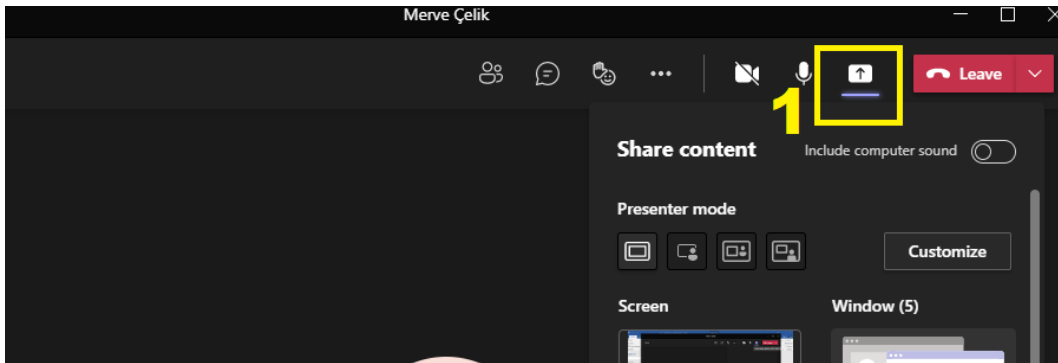 Merve Çelik
Leave
1
Share content
Include computer sound
Presenter mode
Customize
Screen
Window (5)